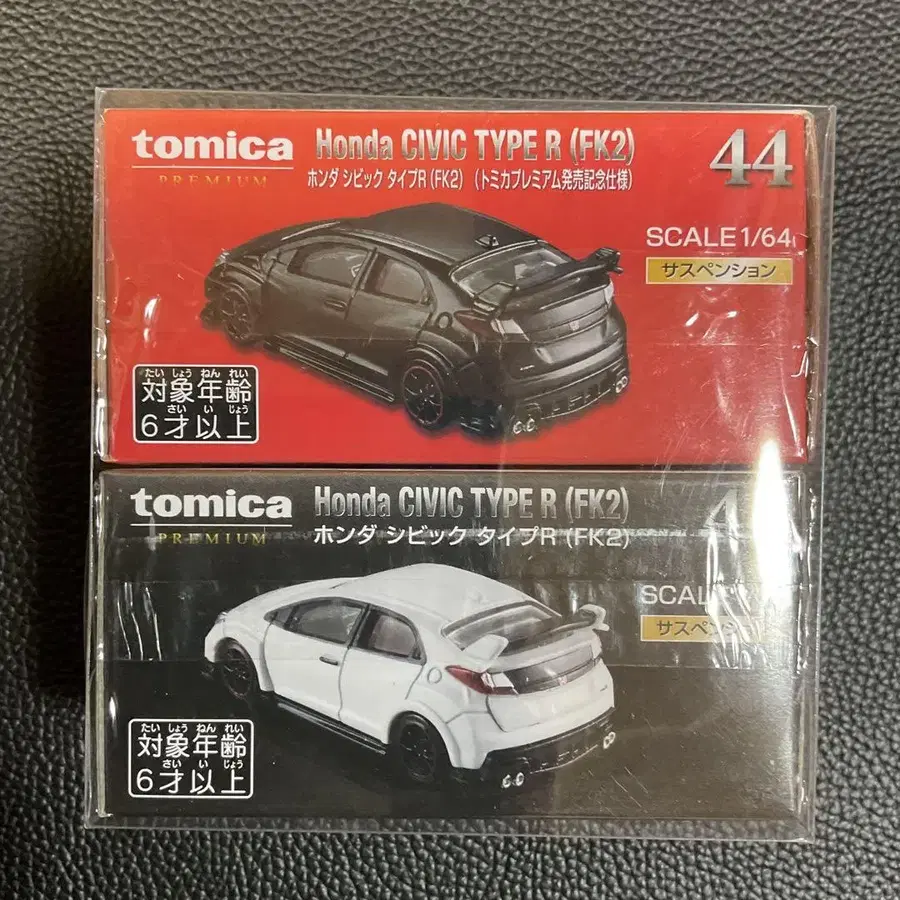 tomica
PREMIUM
Honda CIVIC TYPE R (FK2)
ホンダ シビック タイプR (FK2) (トミカプレミアム発売記念仕様)
44
SCALE 1/64
サスペンション
たい しょう ねん れい
対象年齢
さい い じょう
6才以上
tomica
PREMIUM
Honda CIVIC TYPE R (FK2)
ホンダ シビック タイプR (FK2)
たい しょう ねん れい
対象年齢
さい い じょう
6才以上